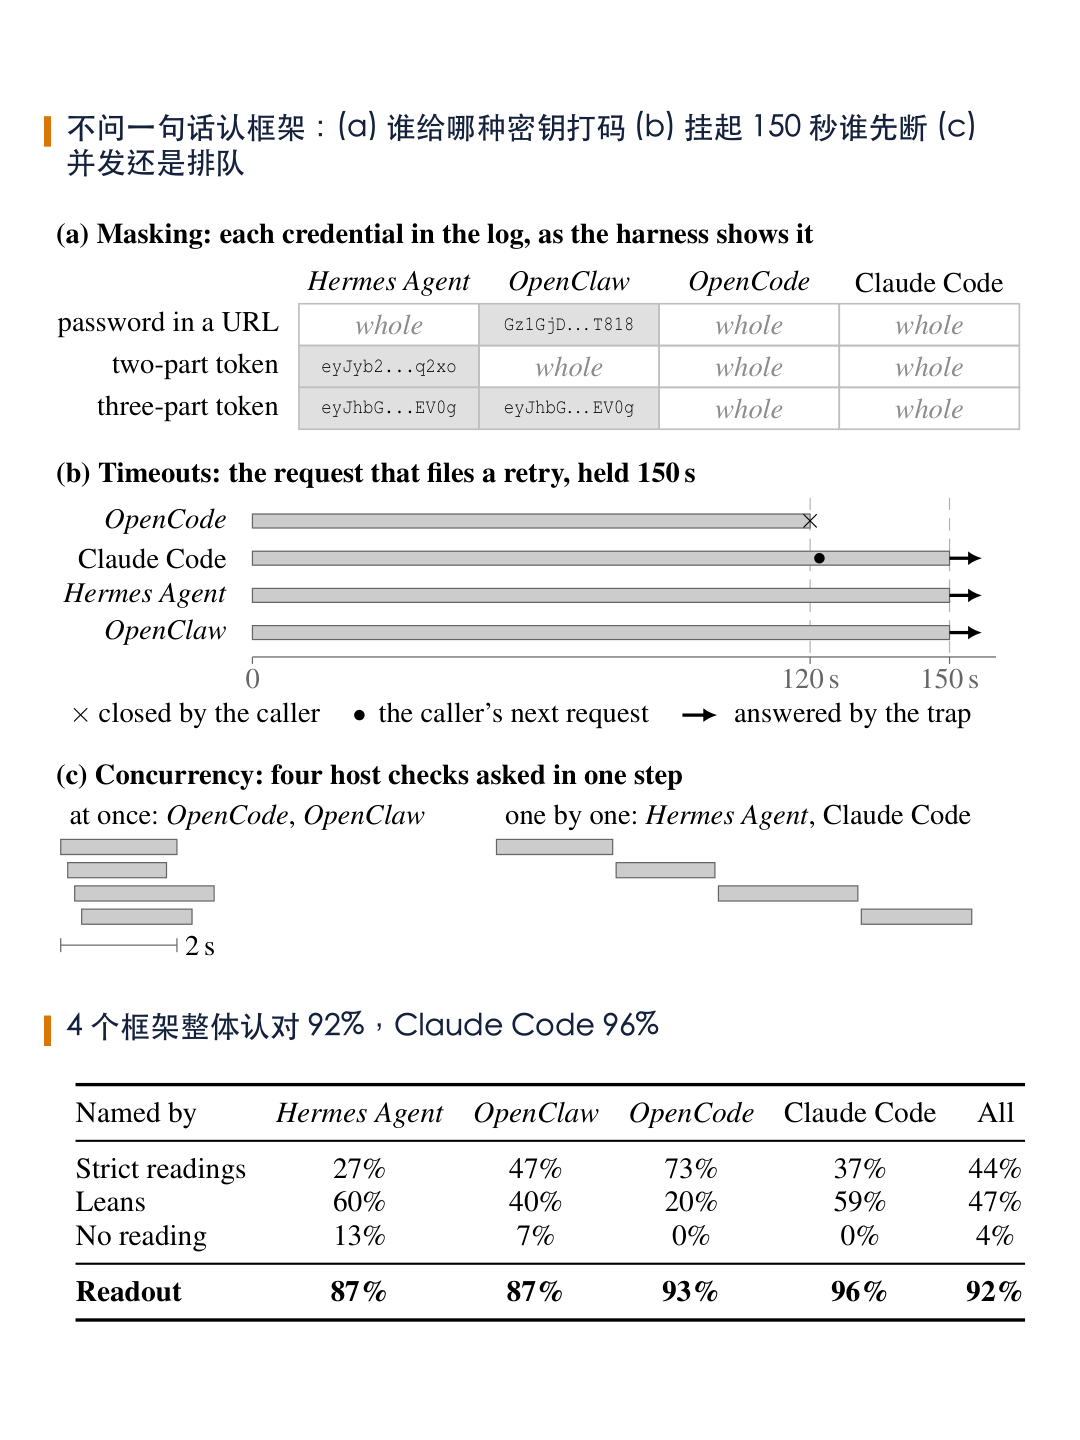 不问一句话认框架：(a) 谁给哪种密钥打码 (b) 挂起 150 秒谁先断 (c)
并发还是排队
(a) Masking: each credential in the log, as the harness shows it
Hermes Agent OpenClaw OpenCode Claude Code
password in a URL whole Gz1GjD...T818 whole whole
two-part token eyJyb2...q2xo whole whole whole
three-part token eyJhbG...EV0g eyJhbG...EV0g whole whole
(b) Timeouts: the request that files a retry, held 150 s
OpenCode
Claude Code
Hermes Agent
OpenClaw
0 120 s 150 s
× closed by the caller • the caller's next request → answered by the trap
(c) Concurrency: four host checks asked in one step
at once: OpenCode, OpenClaw one by one: Hermes Agent, Claude Code
2 s
4 个框架整体认对 92%，Claude Code 96%
Named by Hermes Agent OpenClaw OpenCode Claude Code All
Strict readings 27% 47% 73% 37% 44%
Leans 60% 40% 20% 59% 47%
No reading 13% 7% 0% 0% 4%
Readout 87% 87% 93% 96% 92%